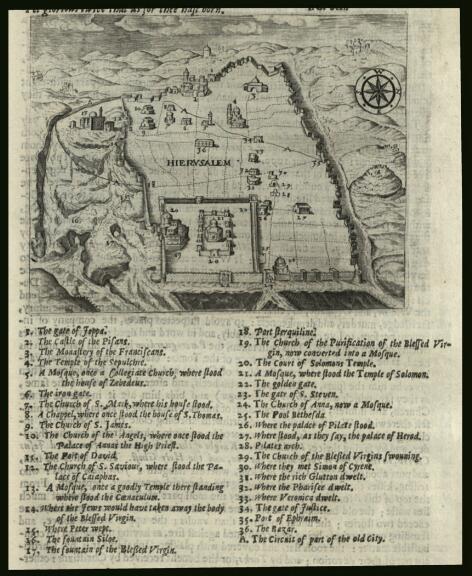 HIERVSALEM
1. The gate of Joppa.
2. The Castle of the Pisans.
3. The Monastery of the Franciscans.
4. The Temple of the Sepulchre.
5. A Mosque, once a Collegiate Church, where stood
the house of Zebedeus.
6. The iron gate.
7. The Church of S. Mark, where his house stood.
8. A Chappel, where once stood the house of S. Thomas.
9. The Church of S. James.
10. The Church of the Angels, where once stood the
Palace of Annas the High Priest.
11. The Port of David.
12. The Church of S. Saviour, where stood the Pa-
lace of Caiaphas.
13. A Mosque, once a goodly Temple there standing
where stood the Cœnaculum.
14. Where the Jews would have taken away the body
of the Blessed Virgin.
15. Where Peter wept.
16. The fountain Siloe.
17. The fountain of the Blessed Virgin.
18. Port sterquiline.
19. The Church of the Purification of the Blessed Vir-
gin, now converted into a Mosque.
20. The Court of Solomons Temple.
21. A Mosque, where stood the Temple of Solomon.
22. The golden gate.
23. The gate of S. Steven.
24. The Church of Anna, now a Mosque.
25. The Pool Bethesda.
26. Where the palace of Pilate stood.
27. Where stood, as they say, the palace of Herod.
28. Pilates arch.
29. The Church of the Blessed Virgins swouning.
30. Where they met Simon of Cyrene.
31. Where the rich Glutton dwelt.
32. Where the Pharisee dwelt.
33. Where Veronica dwelt.
34. The gate of Justice.
35. Port of Ephraim.
36. The Bazar.
A. The Circuit of part of the old City.